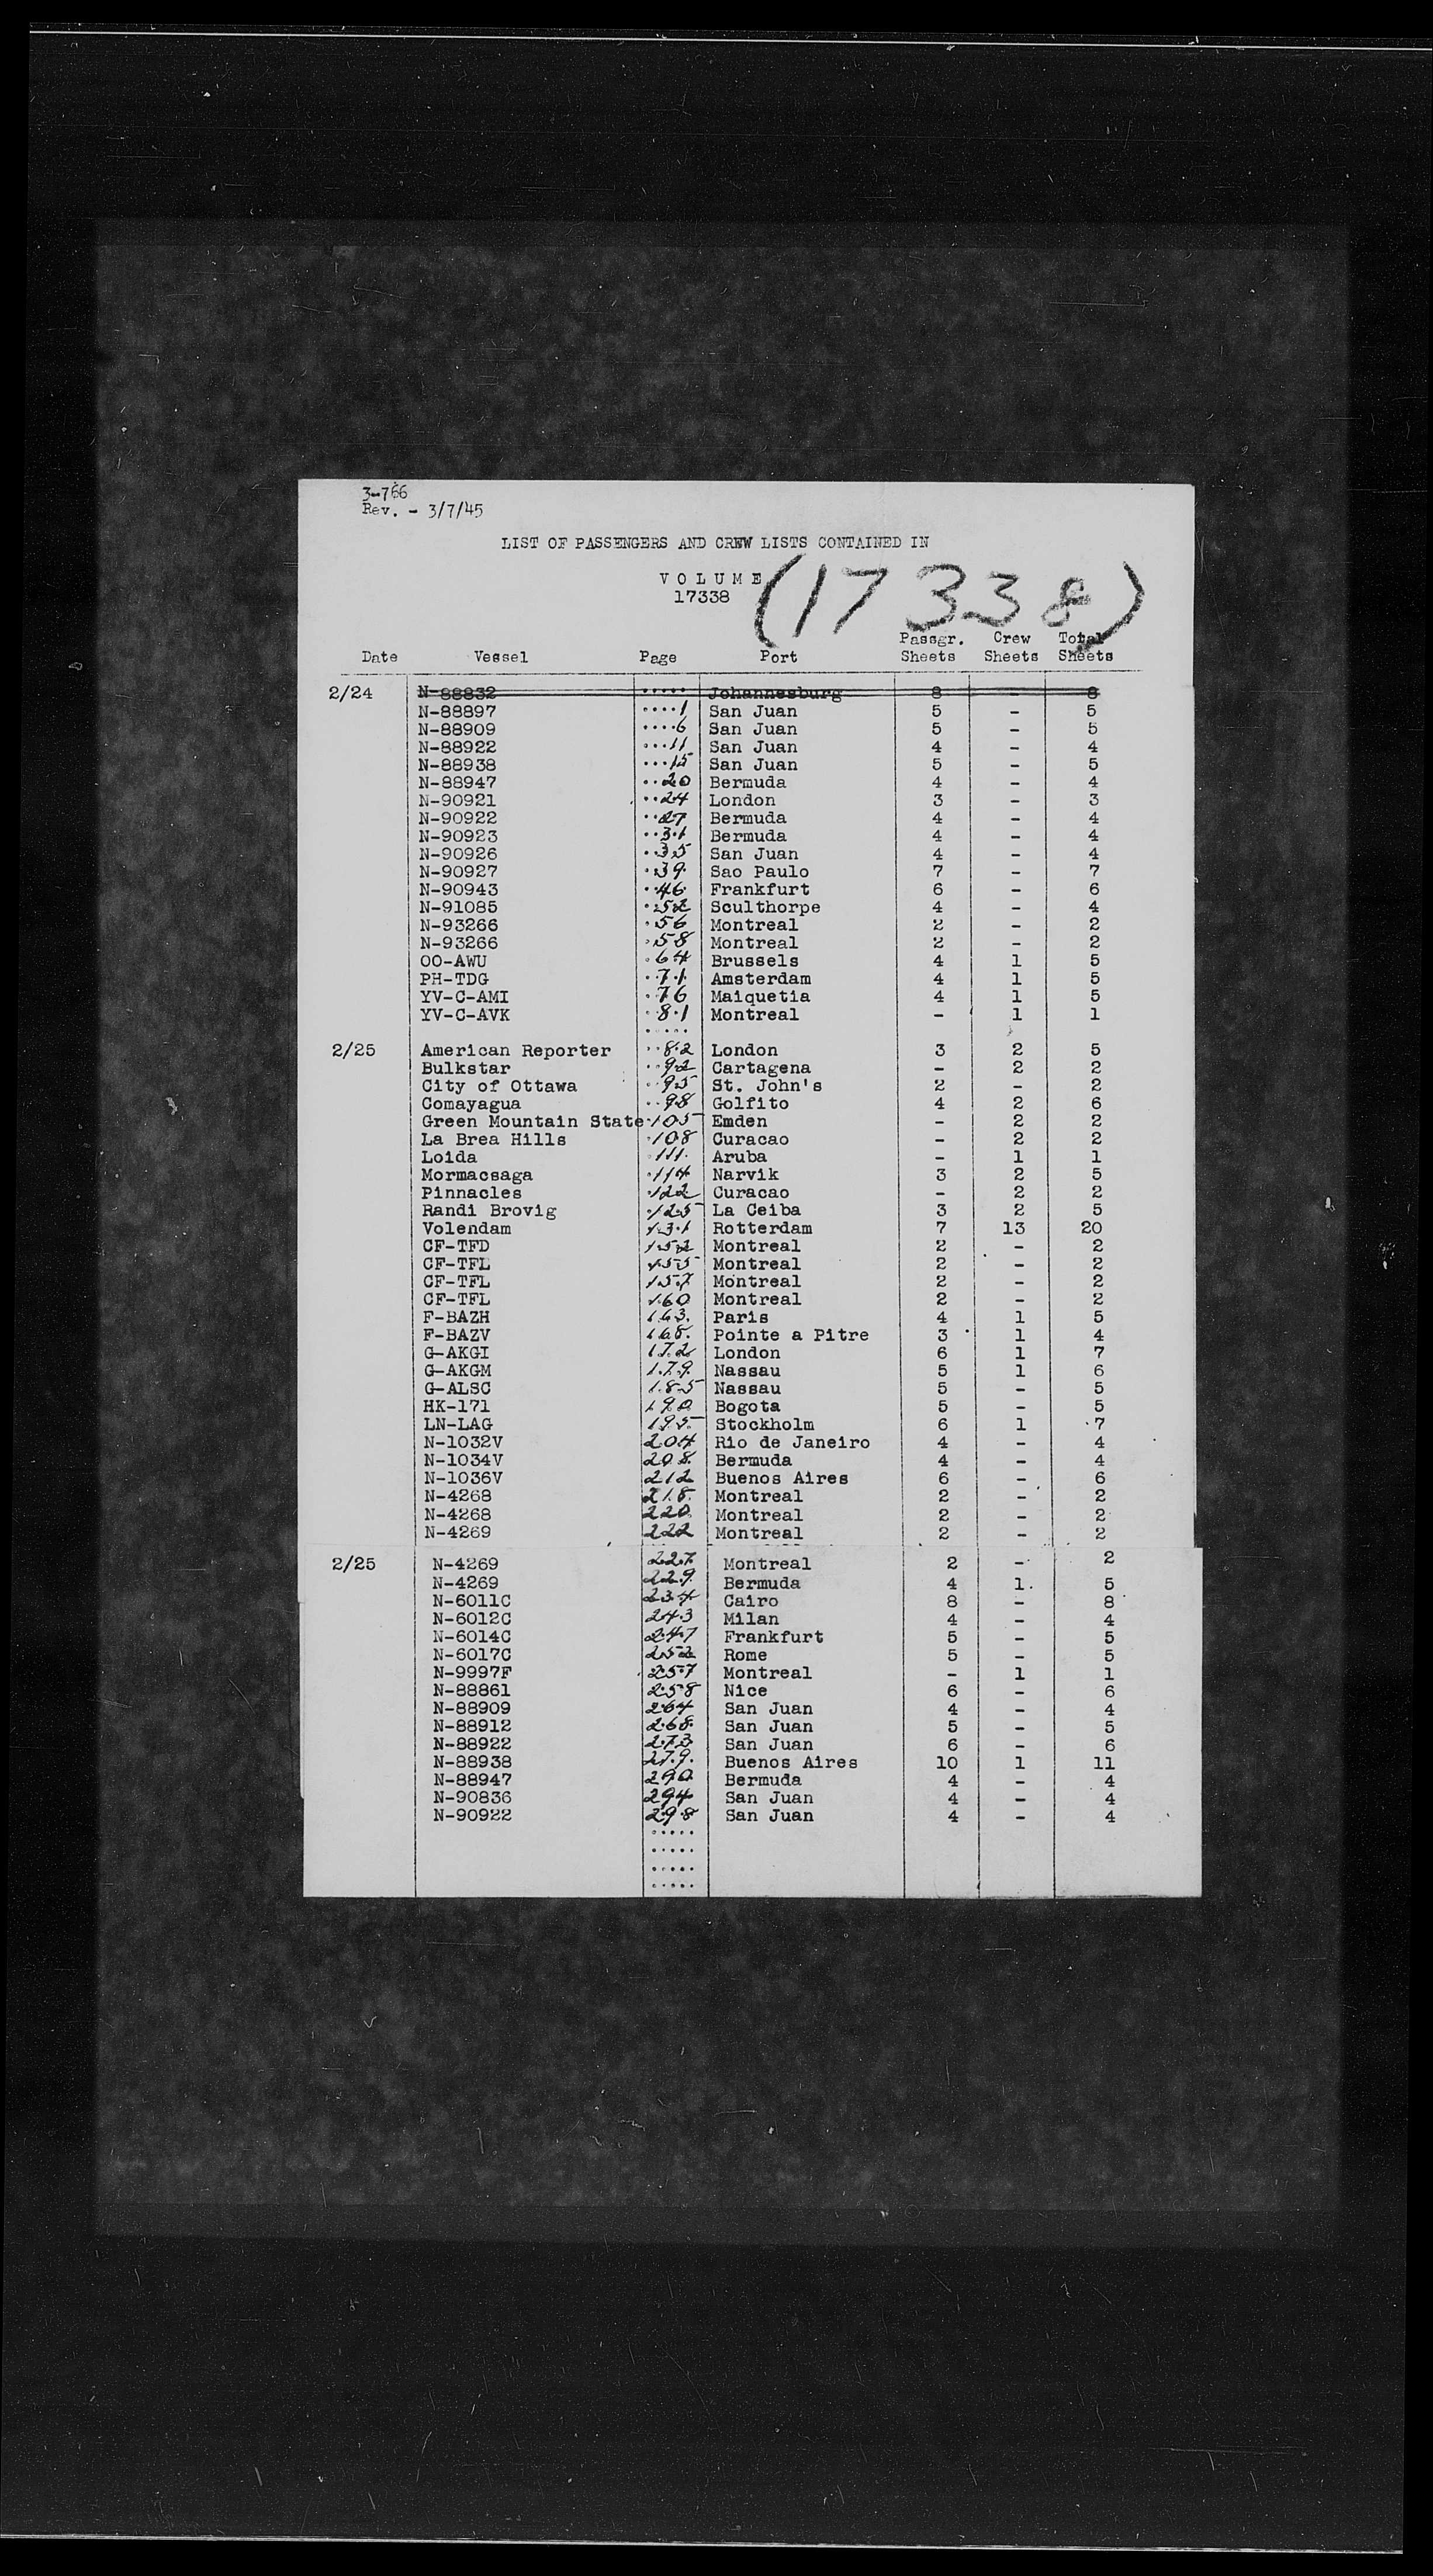 3-766
Rev. - 3/7/45
LIST OF PASSENGERS AND CREW LISTS CONTAINED IN
VOLUME (17338)
17338
Passgr. Crew Total
Date Vessel Page Port Sheets Sheets Sheets
2/24 N-88832 ..... Johannesburg 8 - 8
N-88897 ....1 San Juan 5 - 5
N-88909 ....6 San Juan 5 - 5
N-88922 ...11 San Juan 4 - 4
N-88938 ...15 San Juan 5 - 5
N-88947 ..20 Bermuda 4 - 4
N-90921 ..24 London 3 - 3
N-90922 ..27 Bermuda 4 - 4
N-90923 ..31 Bermuda 4 - 4
N-90926 ..35 San Juan 4 - 4
N-90927 .39 Sao Paulo 7 - 7
N-90943 ..46 Frankfurt 6 - 6
N-91085 .52 Sculthorpe 4 - 4
N-93266 .56 Montreal 2 - 2
N-93266 .58 Montreal 2 - 2
OO-AWU .64 Brussels 4 1 5
PH-TDG ..71 Amsterdam 4 1 5
YV-C-AMI ..76 Maiquetia 4 1 5
YV-C-AVK ..81 Montreal - 1 1
.....
2/25 American Reporter ..82 London 3 2 5
Bulkstar ..92 Cartagena - 2 2
City of Ottawa ..95 St. John's 2 - 2
Comayagua ..98 Golfito 4 2 6
Green Mountain State .105 Emden - 2 2
La Brea Hills .108 Curacao - 2 2
Loida .111. Aruba - 1 1
Mormacsaga .114 Narvik 3 2 5
Pinnacles .122 Curacao - 2 2
Randi Brovig .125 La Ceiba 3 2 5
Volendam 131 Rotterdam 7 13 20
CF-TFD 152 Montreal 2 - 2
CF-TFL 155 Montreal 2 - 2
CF-TFL 157 Montreal 2 - 2
CF-TFL 160 Montreal 2 - 2
F-BAZH 163. Paris 4 1 5
F-BAZV 168. Pointe a Pitre 3 1 4
G-AKGI 172 London 6 1 7
G-AKGM 179 Nassau 5 1 6
G-ALSC 185 Nassau 5 - 5
HK-171 190 Bogota 5 - 5
LN-LAG 195 Stockholm 6 1 7
N-1032V 204 Rio de Janeiro 4 - 4
N-1034V 208. Bermuda 4 - 4
N-1036V 212 Buenos Aires 6 - 6
N-4268 218. Montreal 2 - 2
N-4268 220. Montreal 2 - 2
N-4269 222 Montreal 2 - 2
2/25 N-4269 227 Montreal 2 - 2
N-4269 229 Bermuda 4 1 5
N-6011C 234 Cairo 8 - 8
N-6012C 243 Milan 4 - 4
N-6014C 247 Frankfurt 5 - 5
N-6017C 252 Rome 5 - 5
N-9997F 257 Montreal - 1 1
N-88861 258 Nice 6 - 6
N-88909 264 San Juan 4 - 4
N-88912 268. San Juan 5 - 5
N-88922 273 San Juan 6 - 6
N-88938 279. Buenos Aires 10 1 11
N-88947 290 Bermuda 4 - 4
N-90836 294 San Juan 4 - 4
N-90922 298 San Juan 4 - 4
.....
.....
.....
.....